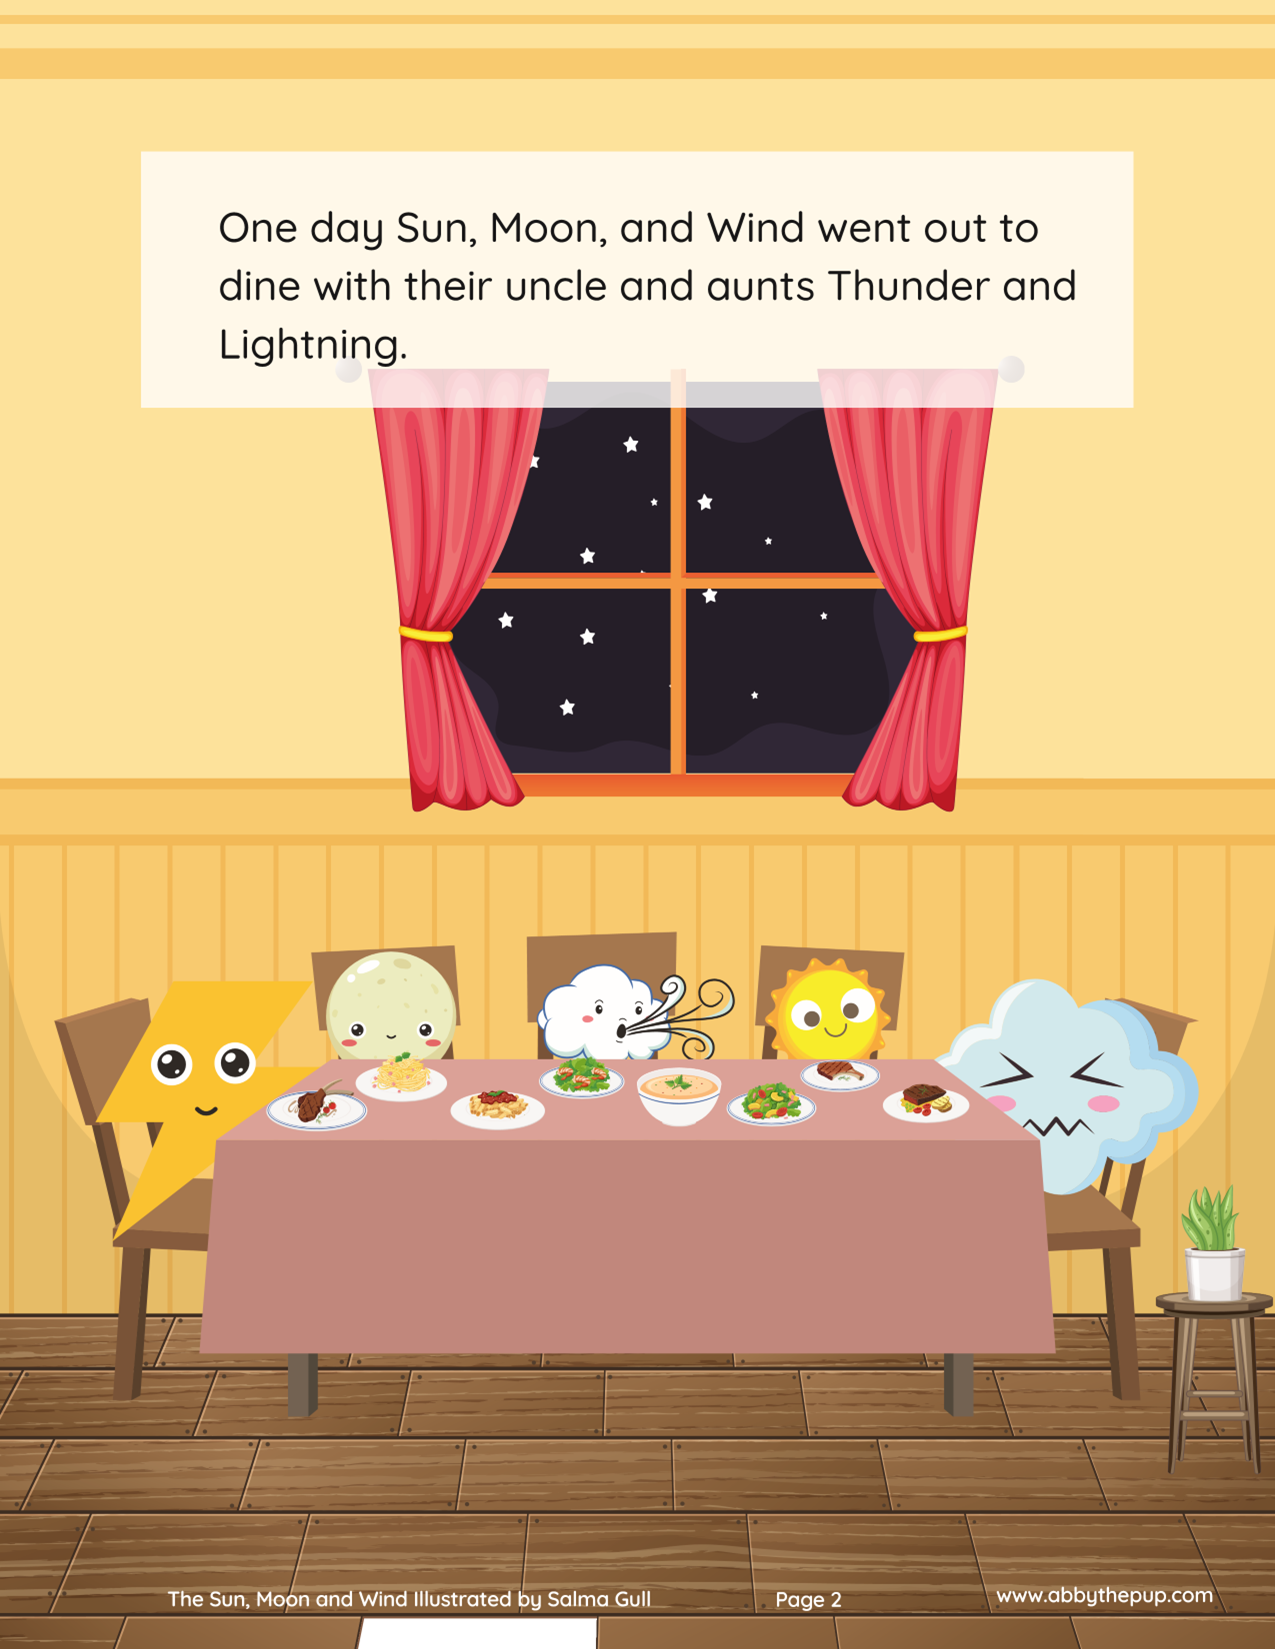 One day Sun, Moon, and Wind went out to
dine with their uncle and aunts Thunder and
Lightning.
The Sun, Moon and Wind Illustrated by Salma Gull
Page 2
www.abbythepup.com